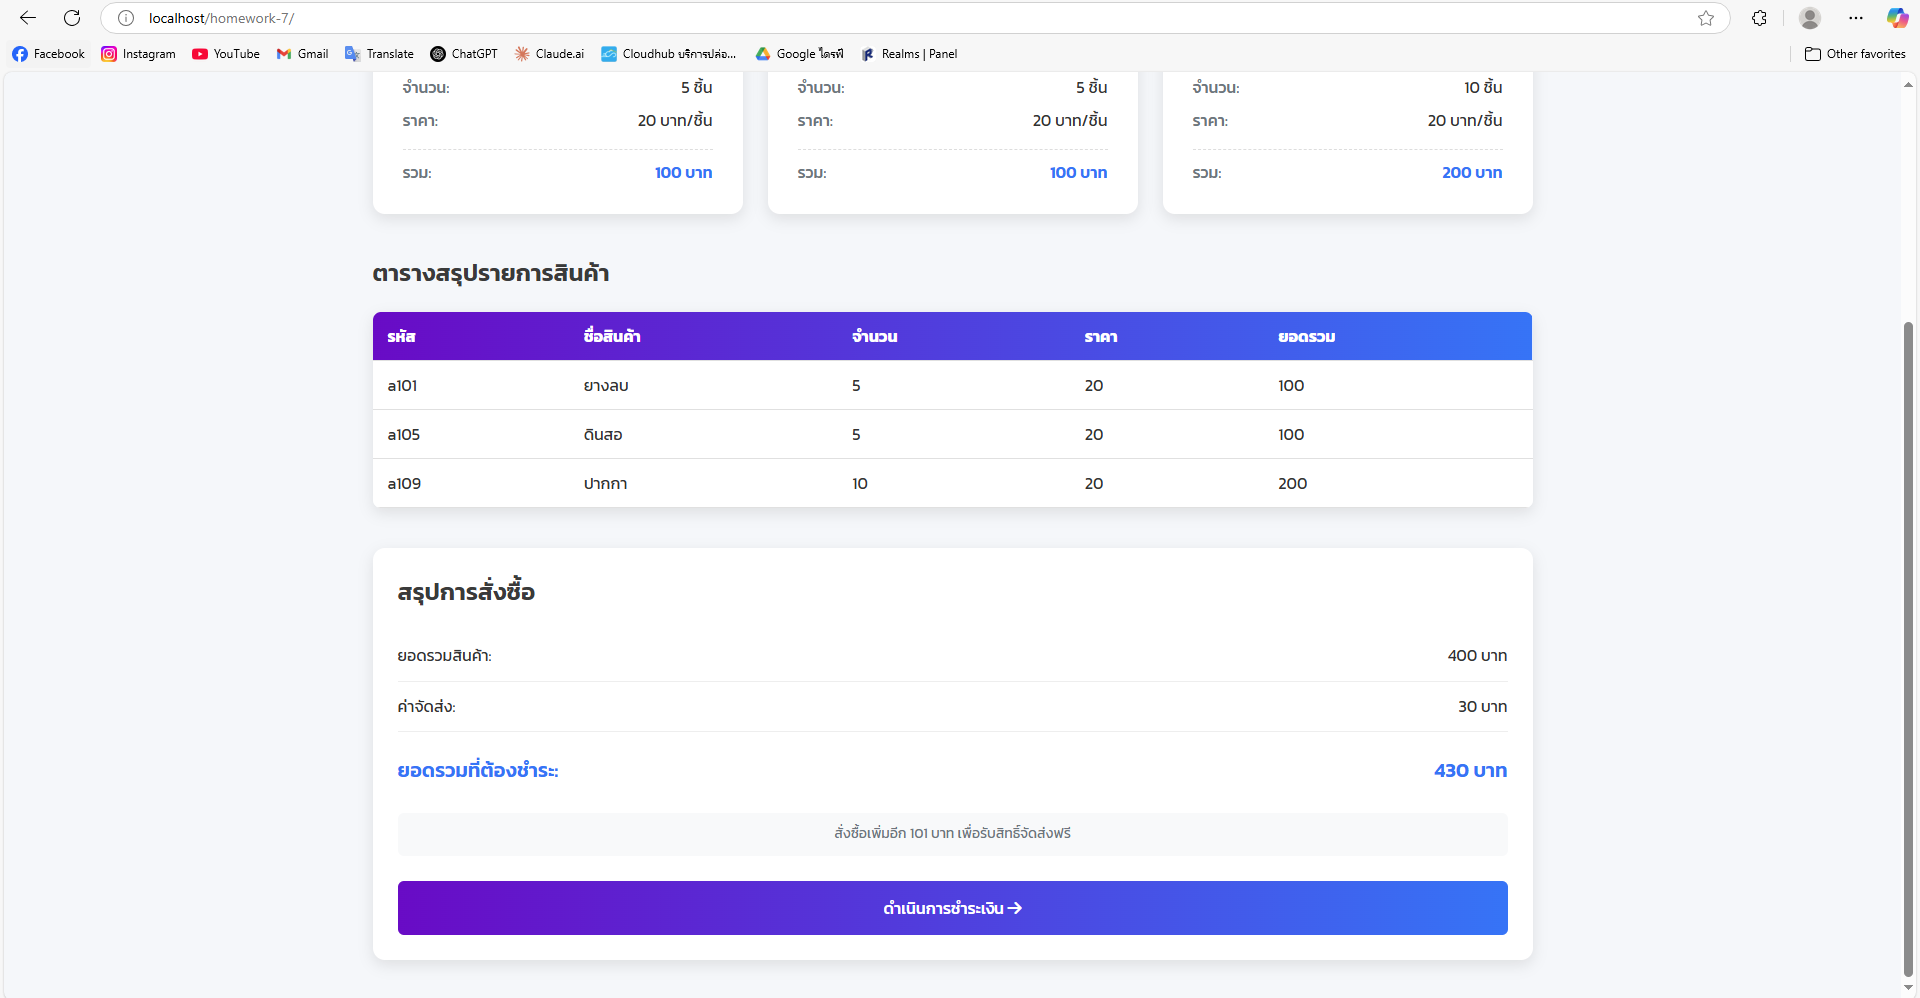 localhost/homework-7/
Facebook Instagram YouTube Gmail Translate ChatGPT Claude.ai Cloudhub บริการปล่อ... Google ไดรฟ์ Realms | Panel Other favorites
จำนวน: 5 ชิ้น จำนวน: 5 ชิ้น จำนวน: 10 ชิ้น
ราคา: 20 บาท/ชิ้น ราคา: 20 บาท/ชิ้น ราคา: 20 บาท/ชิ้น
รวม: 100 บาท รวม: 100 บาท รวม: 200 บาท
ตารางสรุปรายการสินค้า
รหัส ชื่อสินค้า จำนวน ราคา ยอดรวม
a101 ยางลบ 5 20 100
a105 ดินสอ 5 20 100
a109 ปากกา 10 20 200
สรุปการสั่งซื้อ
ยอดรวมสินค้า: 400 บาท
ค่าจัดส่ง: 30 บาท
ยอดรวมที่ต้องชำระ: 430 บาท
สั่งซื้อเพิ่มอีก 101 บาท เพื่อรับสิทธิ์จัดส่งฟรี
ดำเนินการชำระเงิน →